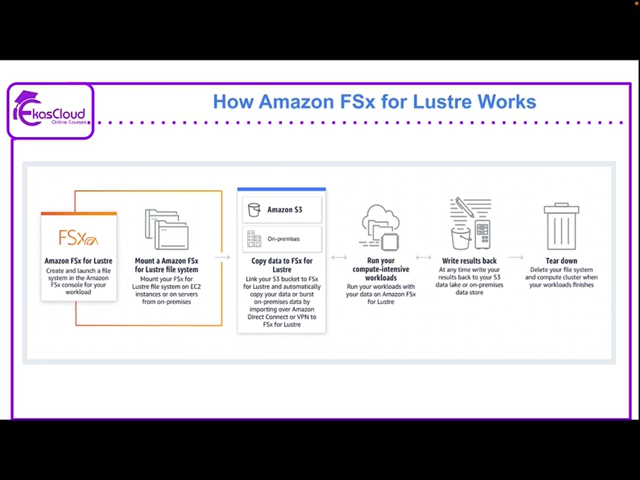 How Amazon FSx for Lustre Works
EkasCloud
Online Courses
FSx
Amazon FSx for Lustre
Create and launch a file
system in the Amazon
FSx console for your
workload
Mount a Amazon FSx
for Lustre file system
Mount your FSx for
Lustre file system on EC2
instances or on servers
from on-premises
Amazon S3
On-premises
Copy data to FSx for
Lustre
Link your S3 bucket to FSx
for Lustre and automatically
copy your data or burst
on-premises data by
importing over Amazon
Direct Connect or VPN to
FSx for Lustre
Run your
compute-intensive
workloads
Run your workloads with
your data on Amazon FSx
for Lustre
Write results back
At any time write your
results back to your S3
data lake or on-premises
data store
Tear down
Delete your file system
and compute cluster when
your workloads finishes